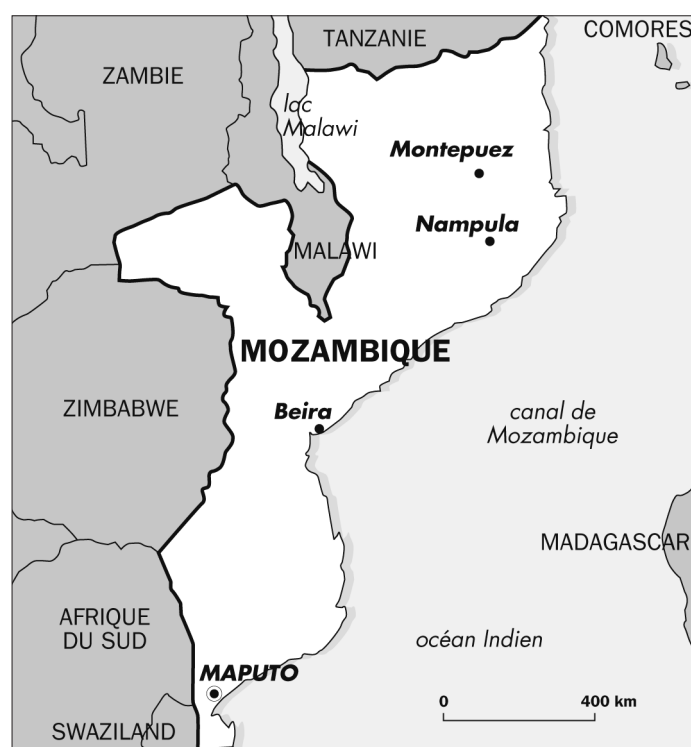 COMORES
TANZANIE
ZAMBIE
lac
Malawi
Montepuez
Nampula
MALAWI
MOZAMBIQUE
ZIMBABWE
Beira
canal de
Mozambique
MADAGASCAR
AFRIQUE
DU SUD
océan Indien
MAPUTO
0 400 km
SWAZILAND